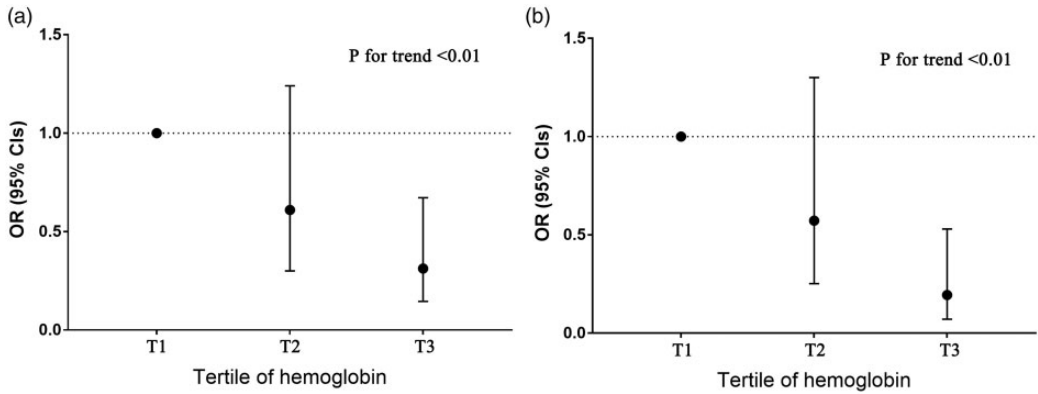 (a)
1.5
1.0
0.5
0.0
OR (95% CIs)
P for trend <0.01
T1 T2 T3
Tertile of hemoglobin
(b)
1.5
1.0
0.5
0.0
OR (95% CIs)
P for trend <0.01
T1 T2 T3
Tertile of hemoglobin